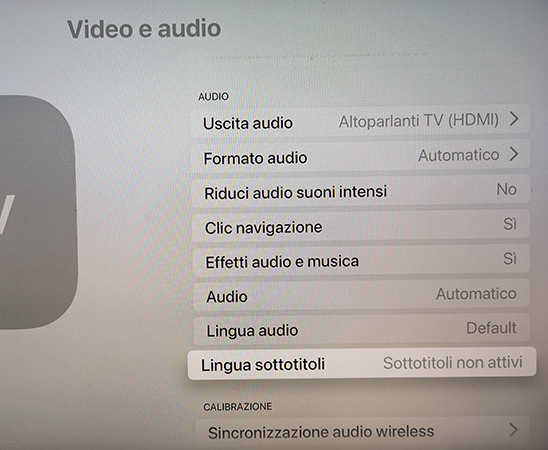 Video e audio
AUDIO
Uscita audio Altoparlanti TV (HDMI)
Formato audio Automatico
Riduci audio suoni intensi No
Clic navigazione Sì
Effetti audio e musica Sì
Audio Automatico
Lingua audio Default
Lingua sottotitoli Sottotitoli non attivi
CALIBRAZIONE
Sincronizzazione audio wireless